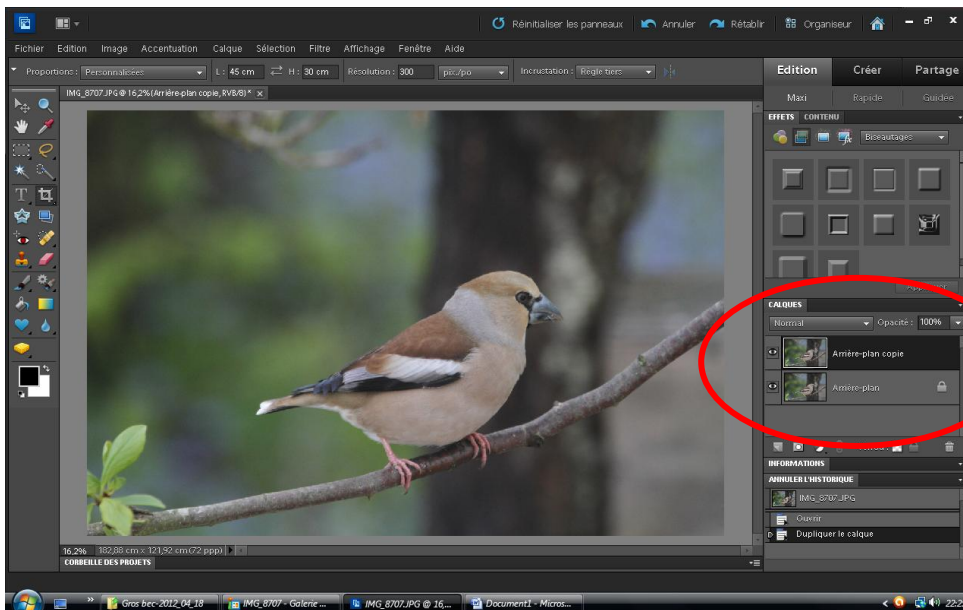 Réinitialiser les panneaux Annuler Rétablir Organiseur
Fichier Edition Image Accentuation Calque Sélection Filtre Affichage Fenêtre Aide
Proportions : Personnalisées L : 45 cm H : 30 cm Résolution : 300 pix/po Incrustation : Règle tiers
Edition Créer Partage
IMG_8707.JPG @ 16,2% (Arrière-plan copie, RVB/8) * x
Maxi Rapide Guidée
EFFETS CONTENU
Biseautages
CALQUES
Normal Opacité : 100%
Arrière-plan copie
Arrière-plan
INFORMATIONS
ANNULER L'HISTORIQUE
IMG_8707.JPG
Ouvrir
Dupliquer le calque
16,2% 182,88 cm x 121,92 cm (72 ppp)
CORBEILLE DES PROJETS
Gros bec-2012_04_18 IMG_8707 - Galerie ... IMG_8707.JPG @ 16,... Document1 - Micros...